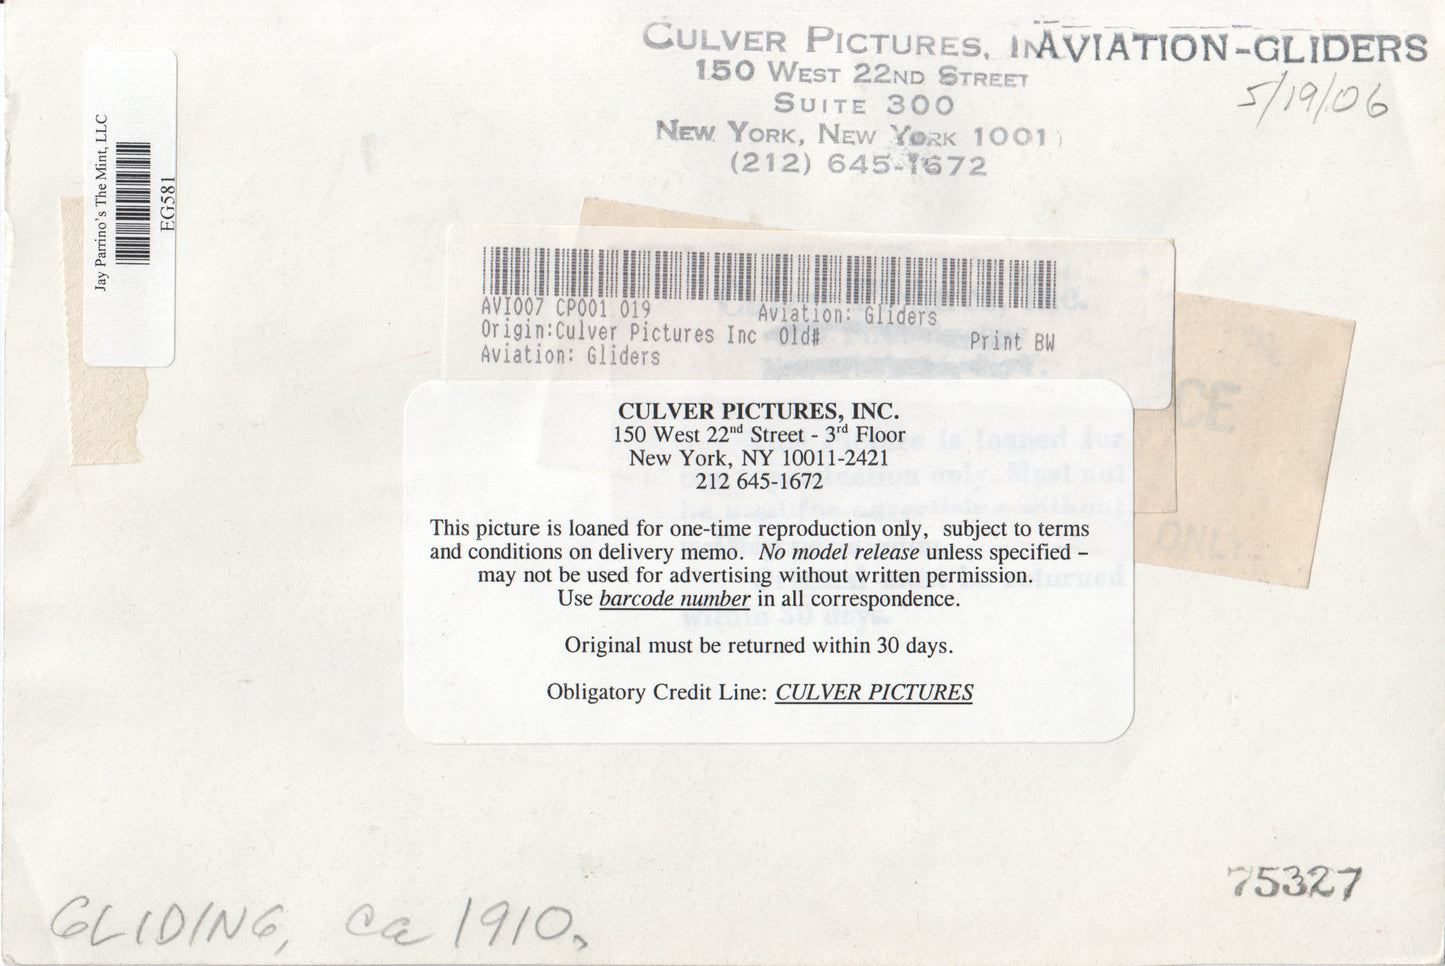 CULVER PICTURES, IN
AVIATION-GLIDERS
150 WEST 22ND STREET
SUITE 300
NEW YORK, NEW YORK 1001
(212) 645-1672
5/19/06
Jay Parrino's The Mint, LLC
EG581
AVI007 CP001 019 Aviation: Gliders
Origin:Culver Pictures Inc Old# Print BW
Aviation: Gliders
CULVER PICTURES, INC.
150 West 22nd Street - 3rd Floor
New York, NY 10011-2421
212 645-1672
This picture is loaned for one-time reproduction only, subject to terms
and conditions on delivery memo. No model release unless specified –
may not be used for advertising without written permission.
Use barcode number in all correspondence.
Original must be returned within 30 days.
Obligatory Credit Line: CULVER PICTURES
ONLY
75327
GLIDING, ca 1910.